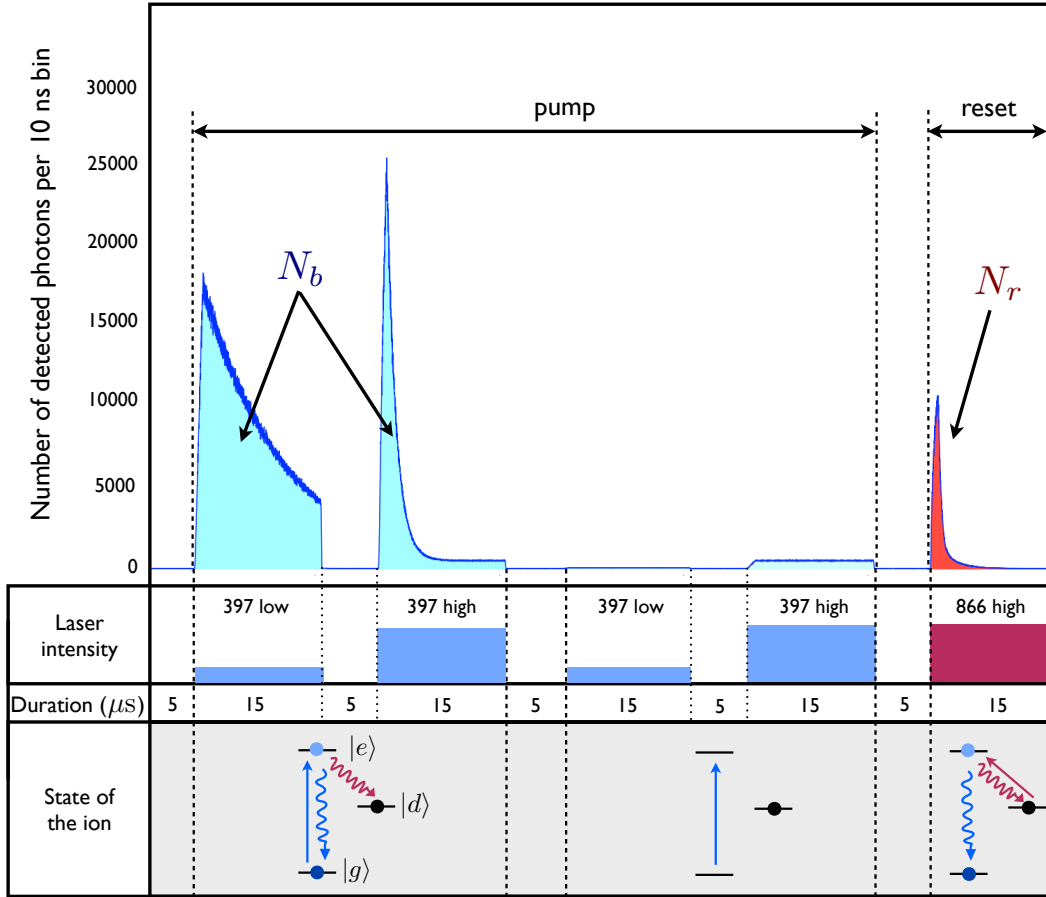 Number of detected photons per 10 ns bin
30000
25000
20000
15000
10000
5000
0
pump
reset
N_b
N_r
Laser
intensity
397 low
397 high
397 low
397 high
866 high
Duration (μs)
5
15
5
15
5
15
5
15
5
15
State of
the ion
|e⟩
|d⟩
|g⟩